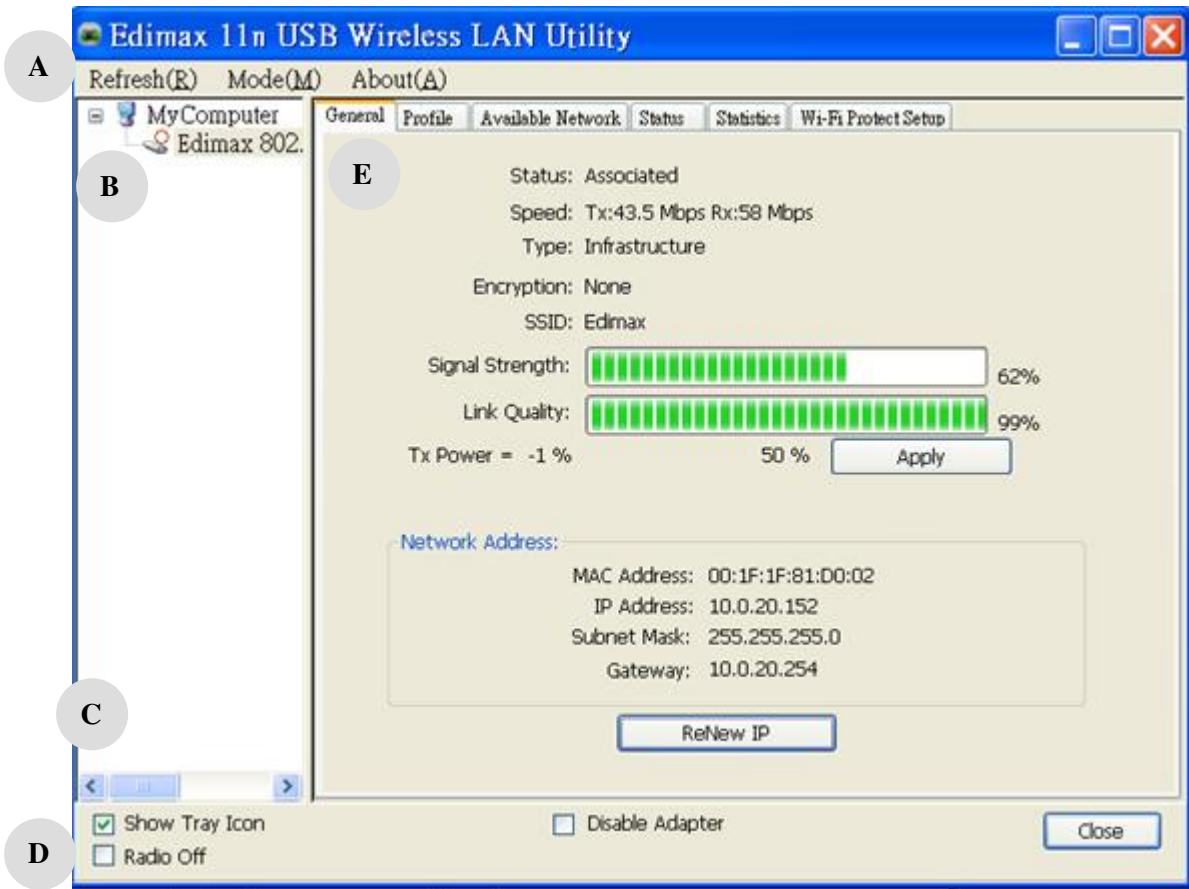 Edimax 11n USB Wireless LAN Utility
A
Refresh(R) Mode(M) About(A)
MyComputer
Edimax 802.
B
General Profile Available Network Status Statistics Wi-Fi Protect Setup
E
Status: Associated
Speed: Tx:43.5 Mbps Rx:58 Mbps
Type: Infrastructure
Encryption: None
SSID: Edimax
Signal Strength: 62%
Link Quality: 99%
Tx Power = -1 % 50 % Apply
Network Address:
MAC Address: 00:1F:1F:81:D0:02
IP Address: 10.0.20.152
Subnet Mask: 255.255.255.0
Gateway: 10.0.20.254
C
ReNew IP
Show Tray Icon Disable Adapter Close
D
Radio Off